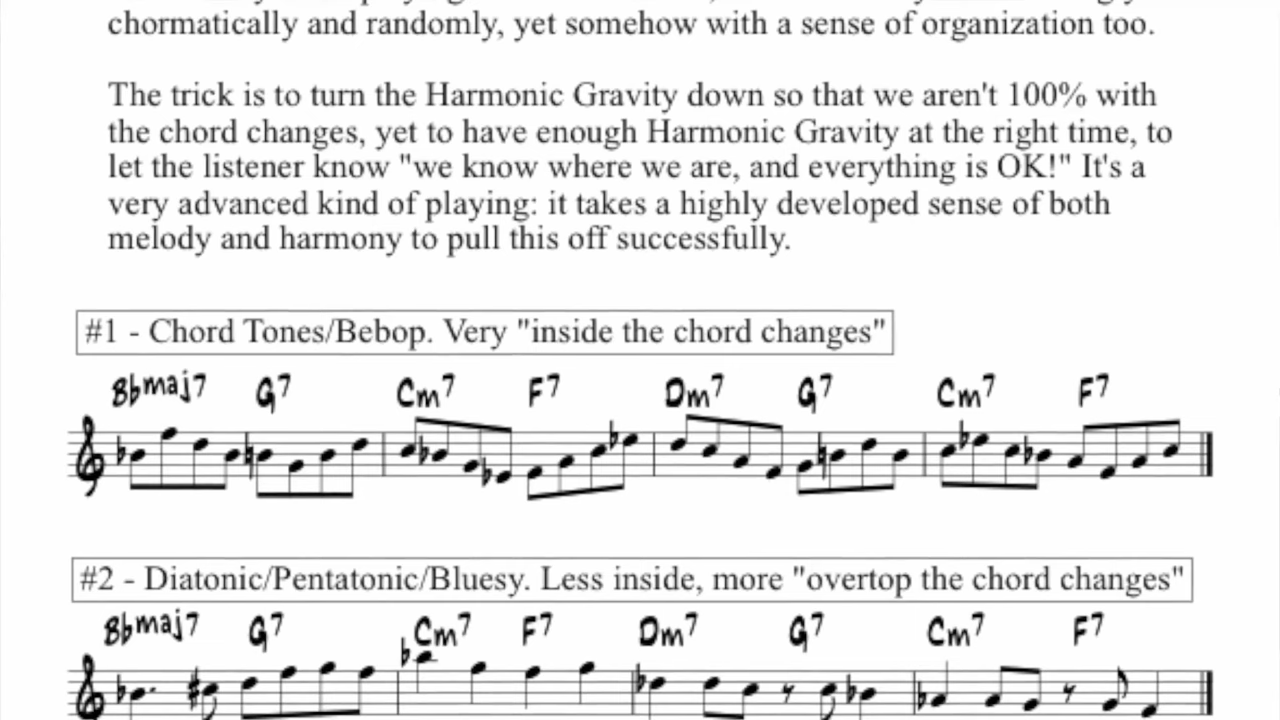 chormatically and randomly, yet somehow with a sense of organization too.
The trick is to turn the Harmonic Gravity down so that we aren't 100% with
the chord changes, yet to have enough Harmonic Gravity at the right time, to
let the listener know "we know where we are, and everything is OK!" It's a
very advanced kind of playing: it takes a highly developed sense of both
melody and harmony to pull this off successfully.
#1 - Chord Tones/Bebop. Very "inside the chord changes"
B♭maj7 G7 Cm7 F7 Dm7 G7 Cm7 F7
#2 - Diatonic/Pentatonic/Bluesy. Less inside, more "overtop the chord changes"
B♭maj7 G7 Cm7 F7 Dm7 G7 Cm7 F7